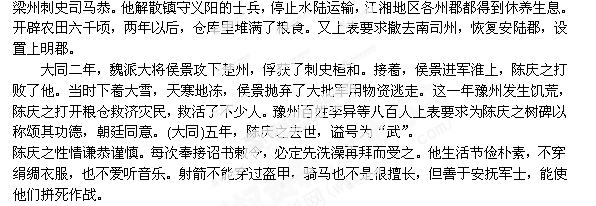 梁州刺史司马恭。他解散镇守义阳的士兵，停止水陆运输，江湘地区各州郡都得到休养生息。
开辟农田六千顷，两年以后，仓库里堆满了粮食。又上表要求撤去南司州，恢复安陆郡，设
置上明郡。
大同二年，魏派大将侯景攻下楚州，俘获了刺史桓和。接着，侯景进军淮上，陈庆之打
败了他。当时下着大雪，天寒地冻，侯景抛弃了大批军用物资逃走。这一年豫州发生饥荒，
陈庆之打开粮仓救济灾民，救活了不少人。豫州百姓李昇等八百人上表要求为陈庆之树碑以
称颂其功德，朝廷同意。(大同)五年，陈庆之去世，谥号为“武”。
陈庆之性情谦恭谨慎。每次奉接诏书敕令，必定先洗澡再拜而受之。他生活节俭朴素，不穿
绢绸衣服，也不爱听音乐。射箭不能穿过盔甲，骑马也不是很擅长，但善于安抚军士，能使
他们拼死作战。